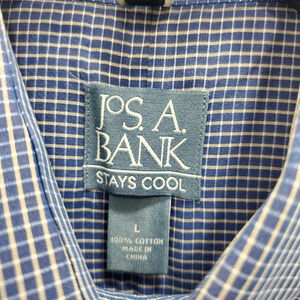 JOS. A.
BANK
STAYS COOL
L
100% COTTON
MADE IN
CHINA